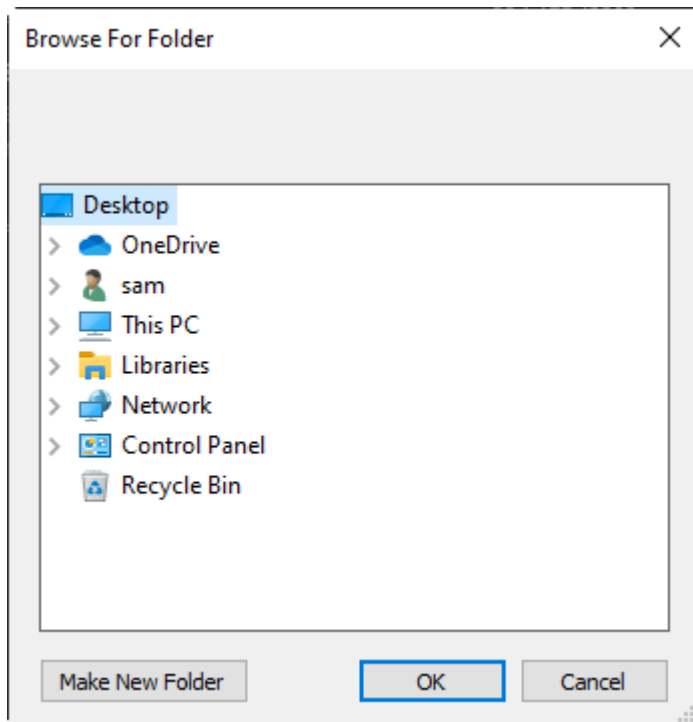 Browse For Folder
Desktop
OneDrive
sam
This PC
Libraries
Network
Control Panel
Recycle Bin
Make New Folder OK Cancel